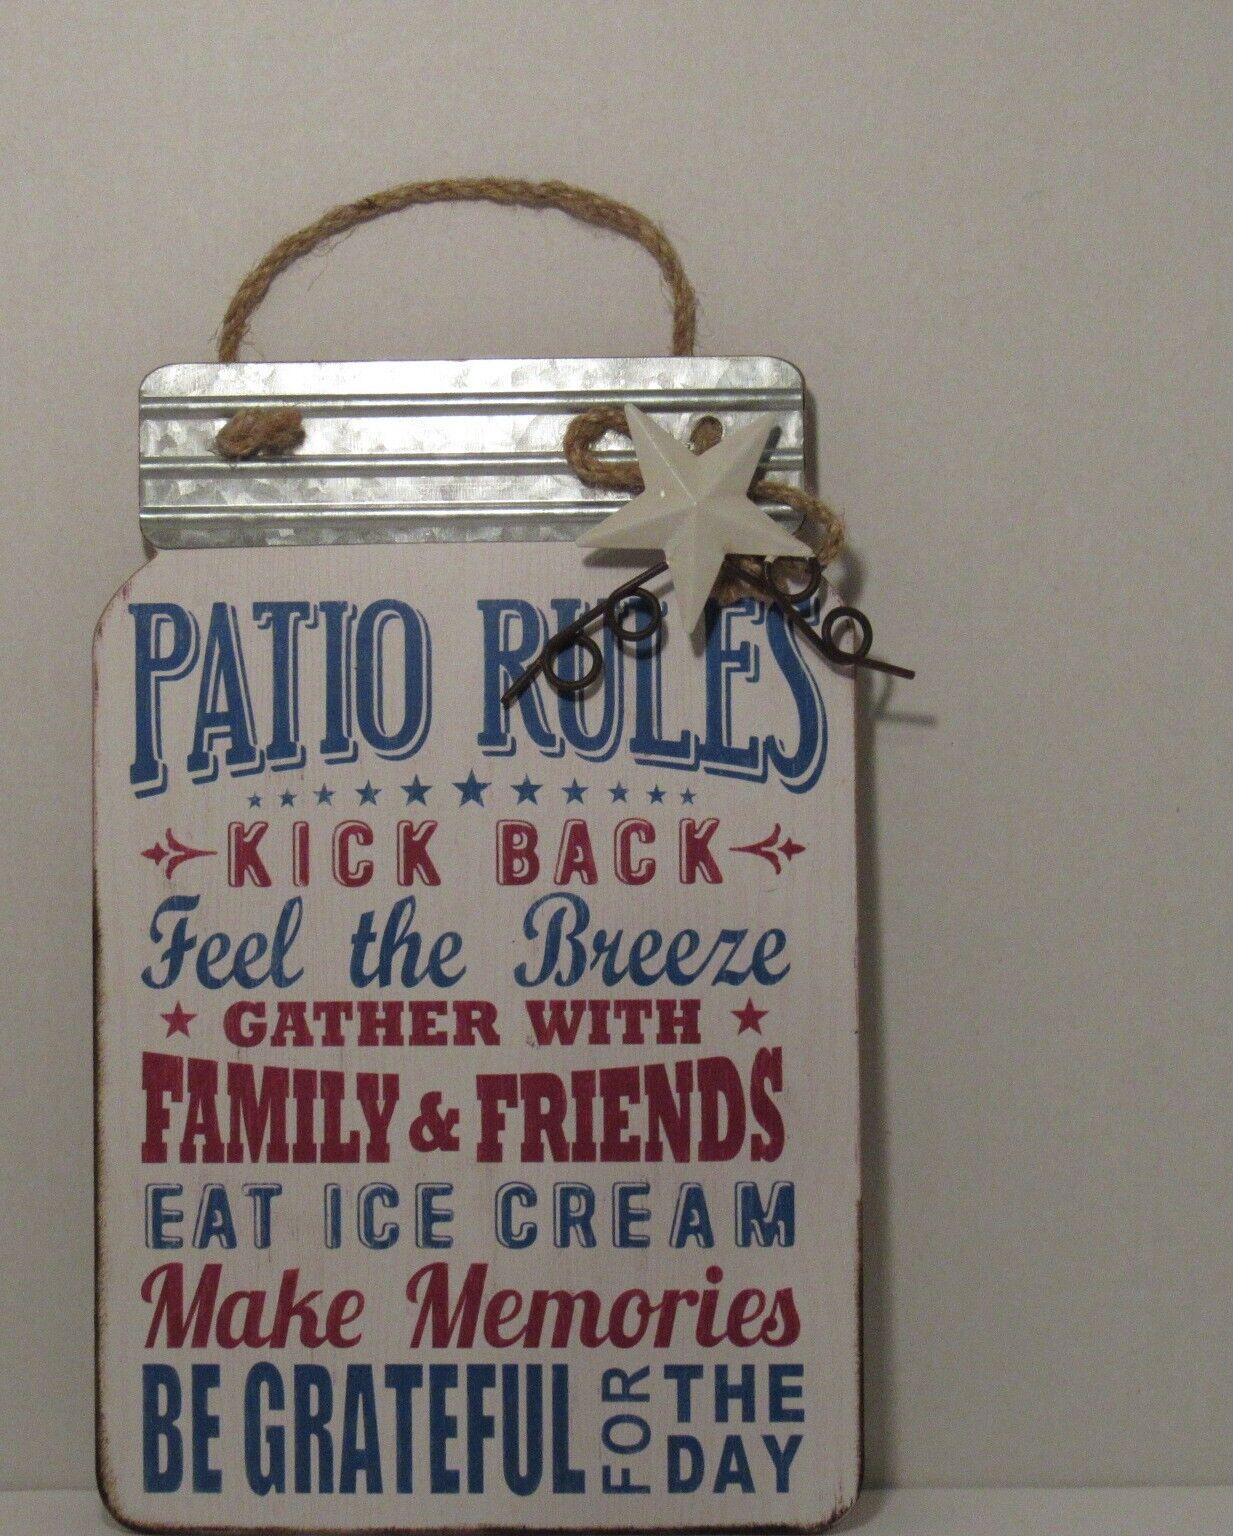 PATIO RULES
KICK BACK
Feel the Breeze
GATHER WITH
FAMILY & FRIENDS
EAT ICE CREAM
Make Memories
BE GRATEFUL FOR THE DAY